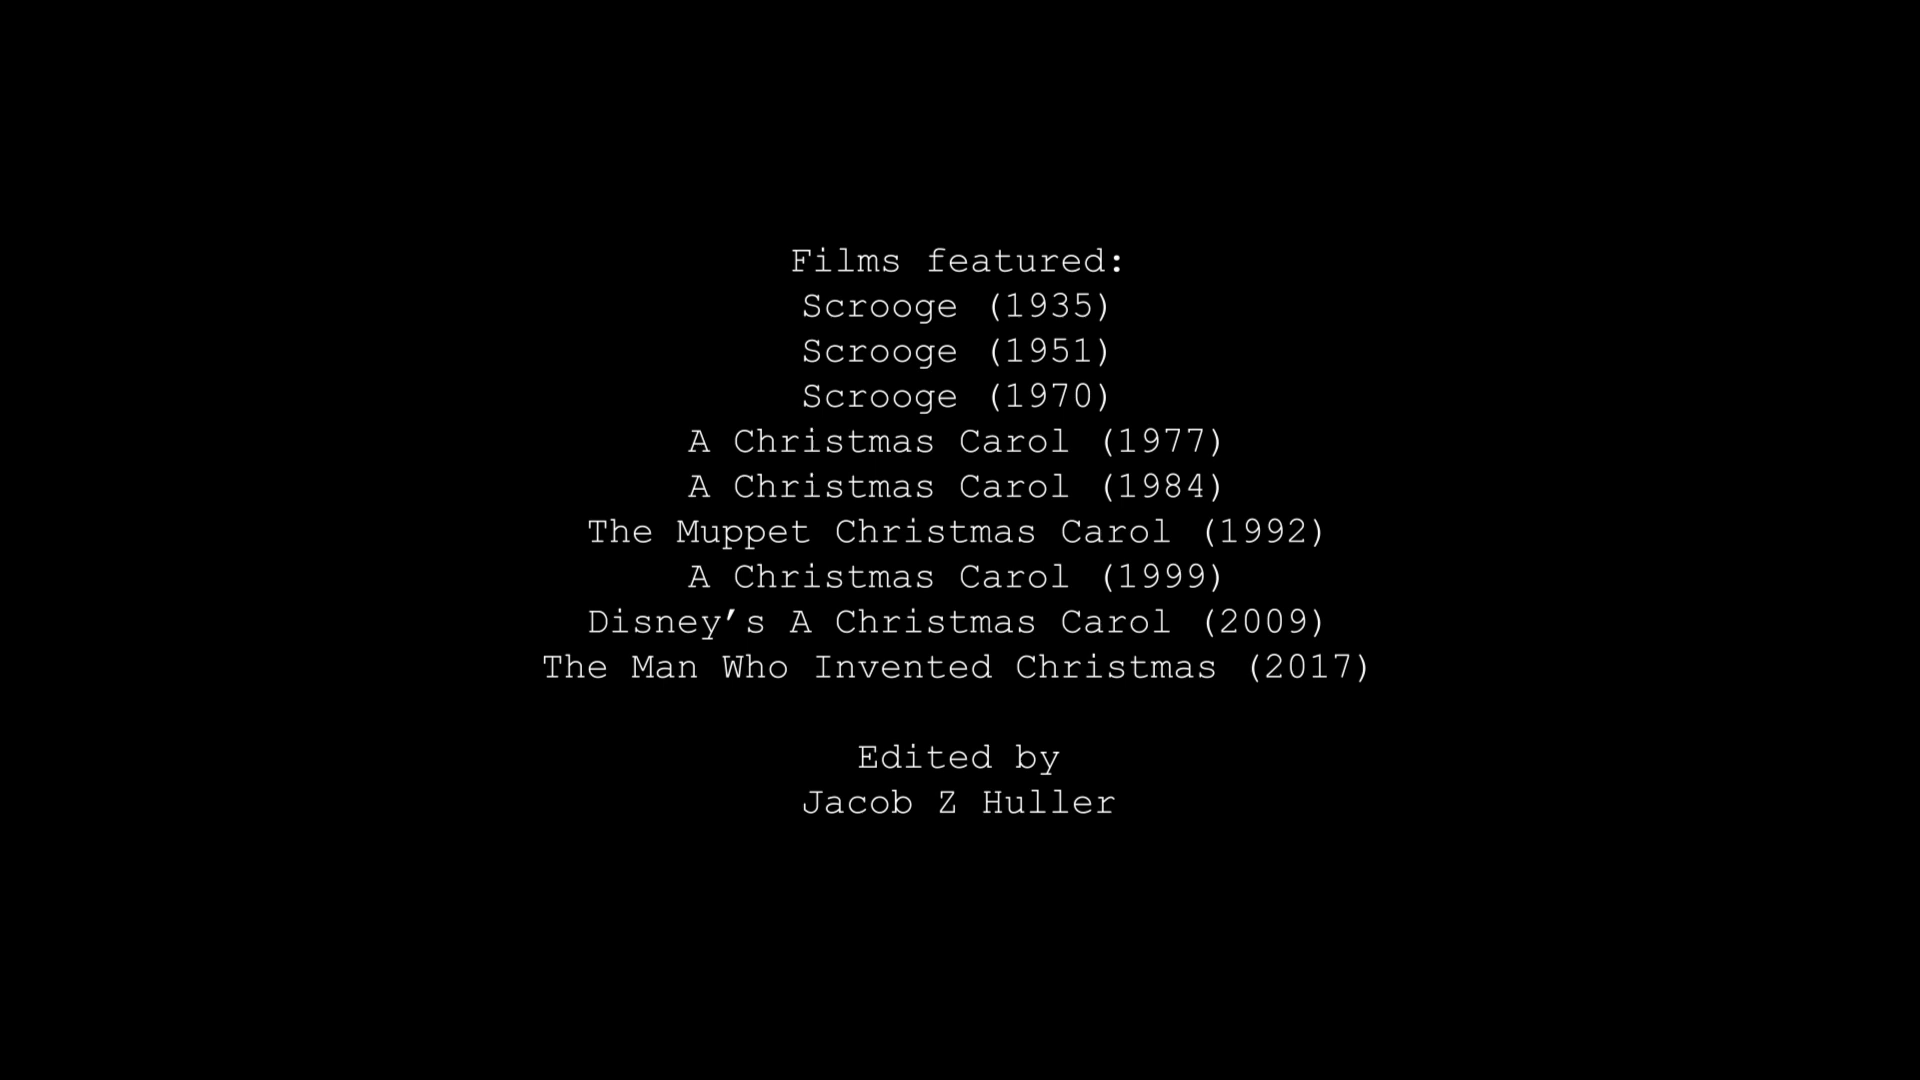 Films featured:
Scrooge (1935)
Scrooge (1951)
Scrooge (1970)
A Christmas Carol (1977)
A Christmas Carol (1984)
The Muppet Christmas Carol (1992)
A Christmas Carol (1999)
Disney’s A Christmas Carol (2009)
The Man Who Invented Christmas (2017)
Edited by
Jacob Z Huller